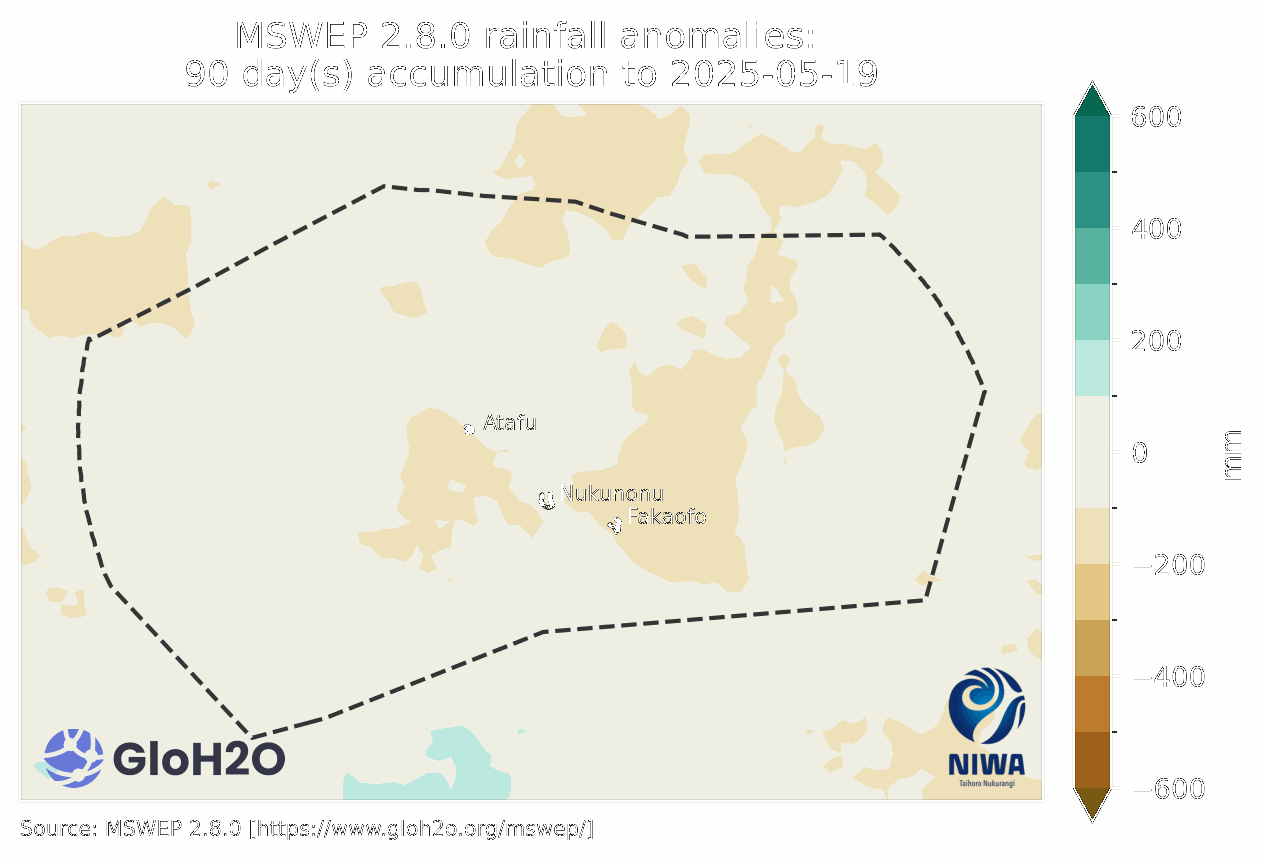 MSWEP 2.8.0 rainfall anomalies:
90 day(s) accumulation to 2025-05-19
600
400
200
0
−200
−400
−600
mm
Atafu
Nukunonu
Fakaofo
GloH2O
NIWA
Taihoro Nukurangi
Source: MSWEP 2.8.0 [https://www.gloh2o.org/mswep/]